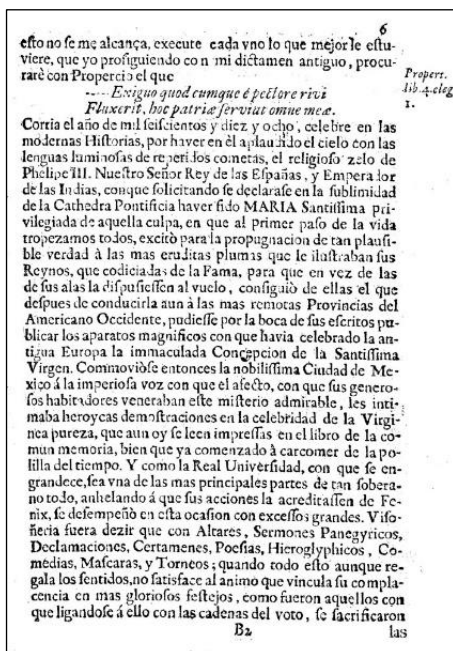 6
esto no se me alcança, execute cada vno lo que mejor le estu-
viere, que yo prosiguiendo con mi dictamen antiguo, procu-
rarè con Propercio el que
Propert.
lib.4.eleg
1.
----- Exiguo quod cumque é pectore rivi
Fluxerit, hoc patriæ serviet omne meæ.
Corria el año de mil seiscientos y diez y ocho, celebre en las
modernas Historias, por haver en èl aplaudido el cielo con las
lenguas luminosas de repetidos cometas, el religioso zelo de
Phelipe III. Nuestro Señor Rey de las Españas, y Emperador
de las Indias, conque solicitando se declarase en la sublimidad
de la Cathedra Pontificia haver sido MARIA Santissima pri-
vilegiada de aquella culpa, en que al primer paso de la vida
tropezamos todos, excitò para la propugnacion de tan plausi-
ble verdad à las mas eruditas plumas que le ilustraban sus
Reynos, que codiciadas de la Fama, para que en vez de las
de sus alas la dispusiessen al vuelo, consiguiò de ellas el que
despues de conducirla aun à las mas remotas Provincias del
Americano Occidente, pudiesse por la boca de sus escritos pu-
blicar los aparatos magnificos con que havia celebrado la an-
tigua Europa la immaculada Concepcion de la Santissima
Virgen. Commoviòse entonces la nobilissima Ciudad de Me-
xico á la imperiosa voz con que el afecto, con que sus genero-
sos habitadores veneraban este misterio admirable, les inti-
maba heroycas demostraciones en la celebridad de la Virgi-
nea pureza, que aun oy se leen impressas en el libro de la co-
mun memoria, bien que ya comenzado à carcomer de la po-
lilla del tiempo. Y como la Real Universidad, con que se en-
grandece, sea vna de las mas principales partes de tan sobera-
no todo, anhelando á que sus acciones la acreditassen de Fe-
nix, se desempeñò en esta ocasion con excessos grandes. Viso-
ñeria fuera dezir que con Altares, Sermones Panegyricos,
Declamaciones, Certamenes, Poesias, Hieroglyphicos, Co-
medias, Mascaras, y Torneos; quando todo esto aunque re-
gala los sentidos, no satisface al animo que vincula su compla-
cencia en mas gloriosos festejos, como fueron aquellos con
que ligandose á ello con las cadenas del voto, se sacrificaron
B2
las